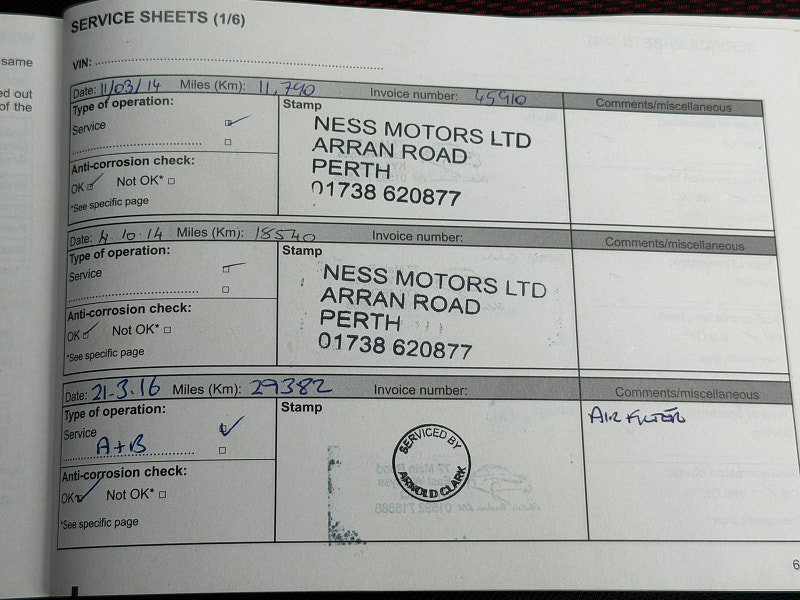 same
ed out
of the
SERVICE SHEETS (1/6)
VIN:
Date: 11/03/14 Miles (Km): 11,790 Invoice number: 45910 Comments/miscellaneous
Type of operation:
Service
Anti-corrosion check:
OK Not OK*
*See specific page
Stamp
NESS MOTORS LTD
ARRAN ROAD
PERTH
01738 620877
Date: 4.10.14 Miles (Km): 18540 Invoice number: Comments/miscellaneous
Type of operation:
Service
Anti-corrosion check:
OK Not OK*
*See specific page
Stamp
NESS MOTORS LTD
ARRAN ROAD
PERTH
01738 620877
Date: 21-3.16 Miles (Km): 29382 Invoice number: Comments/miscellaneous
Type of operation:
Service
A+B
Anti-corrosion check:
OK Not OK*
*See specific page
Stamp
SERVICED BY
ARNOLD CLARK
AIR FILTER
6